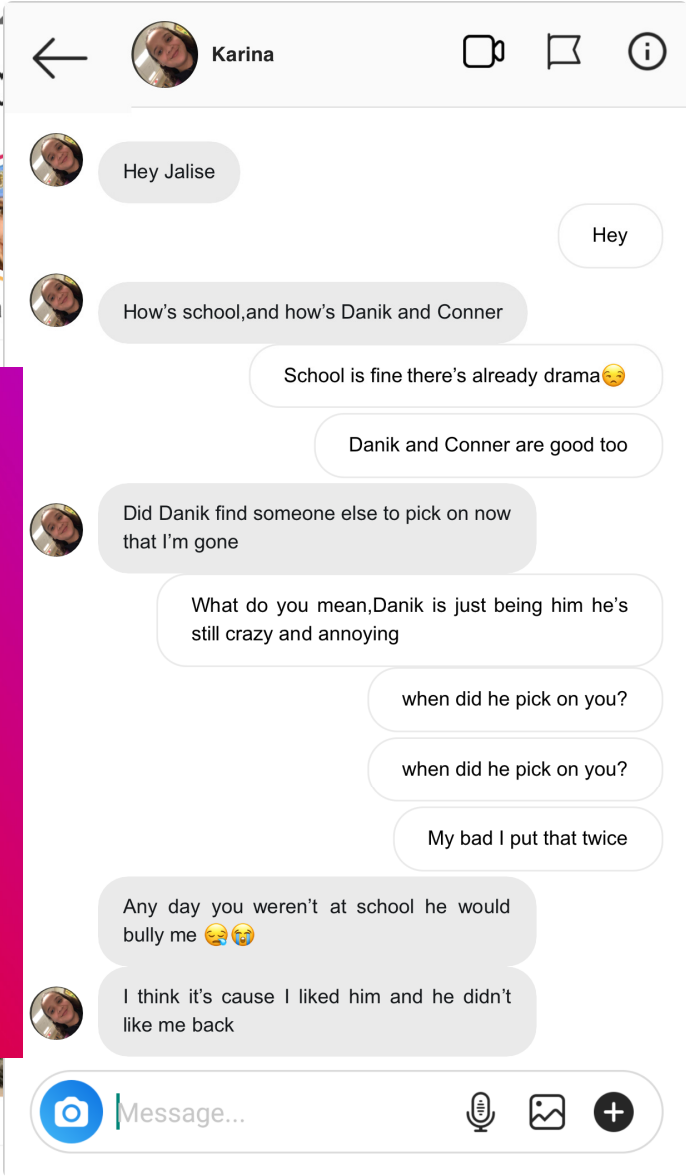 Karina
Hey Jalise
Hey
How’s school,and how’s Danik and Conner
School is fine there’s already drama😒
Danik and Conner are good too
Did Danik find someone else to pick on now
that I’m gone
What do you mean,Danik is just being him he’s
still crazy and annoying
when did he pick on you?
when did he pick on you?
My bad I put that twice
Any day you weren’t at school he would
bully me 😪😭
I think it’s cause I liked him and he didn’t
like me back
Message...